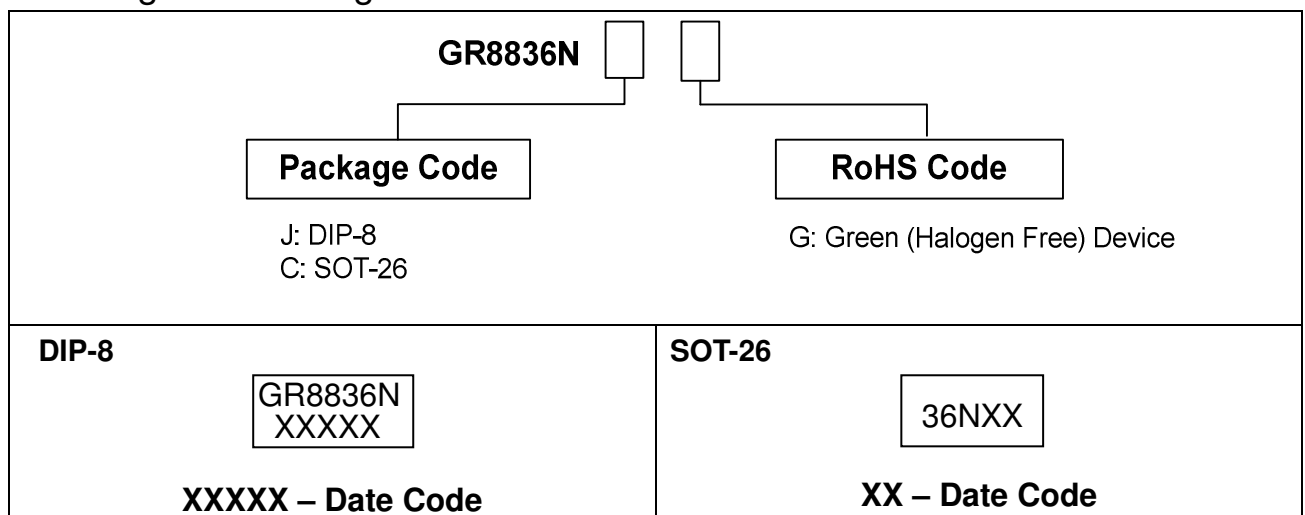 GR8836N
Package Code
RoHS Code
J: DIP-8
G: Green (Halogen Free) Device
C: SOT-26
DIP-8
SOT-26
GR8836N
XXXXX
36NXX
XXXXX – Date Code
XX – Date Code